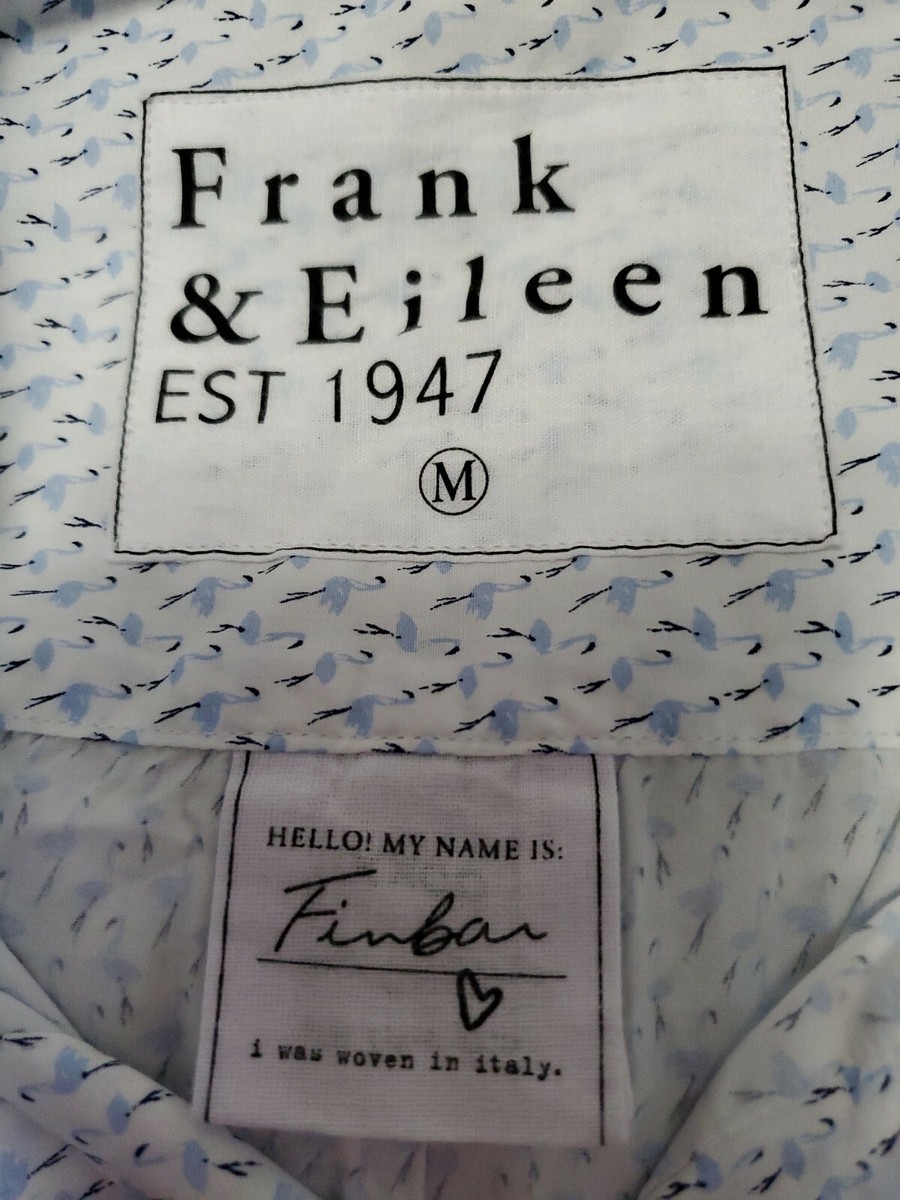 Frank
& Eileen
EST 1947
M
HELLO! MY NAME IS:
Finbar
i was woven in italy.